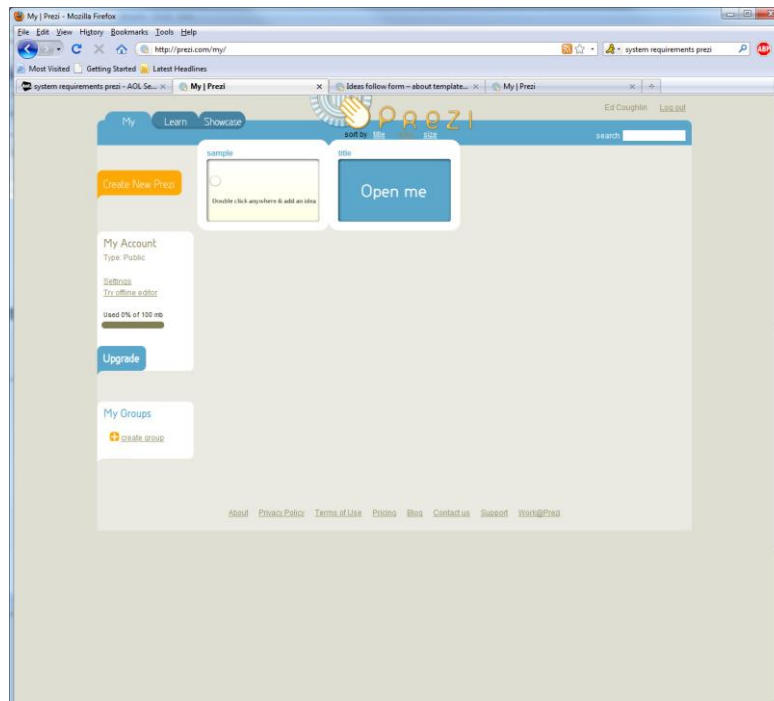 My | Prezi - Mozilla Firefox
File Edit View History Bookmarks Tools Help
http://prezi.com/my/ system requirements prezi ABP
Most Visited Getting Started Latest Headlines
system requirements prezi - AOL Se... My | Prezi Ideas follow form – about template... My | Prezi
My Learn Showcase PREZI Ed Coughlin Log out
sort by title size search
sample title
Create New Prezi
Double click anywhere & add an idea
Open me
My Account
Type: Public
Settings
Try offline editor
Used 0% of 100 mb
Upgrade
My Groups
create group
About Privacy Policy Terms of Use Pricing Blog Contact us Support Work@Prezi